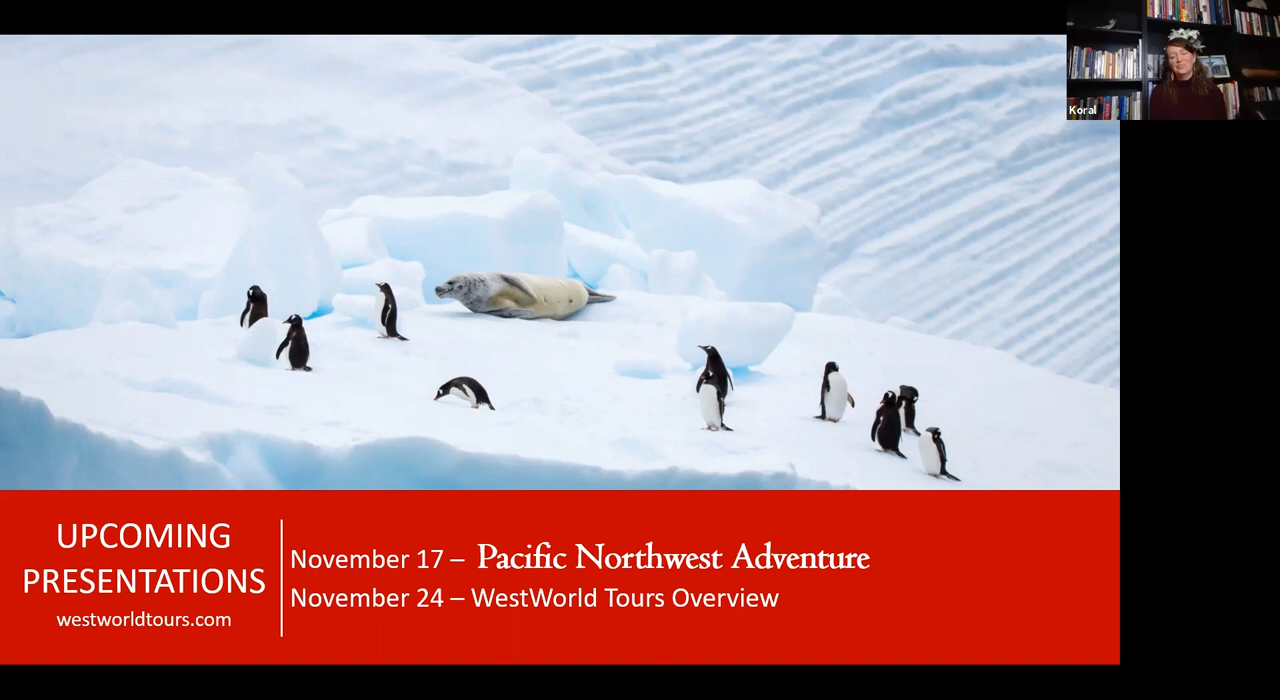 Koral
UPCOMING
PRESENTATIONS
westworldtours.com
November 17 – Pacific Northwest Adventure
November 24 – WestWorld Tours Overview